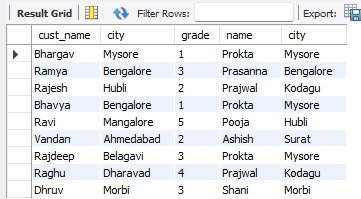 Result Grid Filter Rows: Export:
cust_name city grade name city
Bhargav Mysore 1 Prokta Mysore
Ramya Bengalore 3 Prasanna Bengalore
Rajesh Hubli 2 Prajwal Kodagu
Bhavya Bengalore 1 Prokta Mysore
Ravi Mangalore 5 Pooja Hubli
Vandan Ahmedabad 2 Ashish Surat
Rajdeep Belagavi 3 Prokta Mysore
Raghu Dharavad 4 Prajwal Kodagu
Dhruv Morbi 3 Shani Morbi